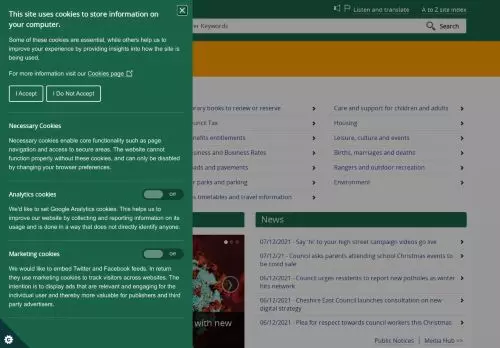 This site uses cookies to store information on
your computer.
Some of these cookies are essential, while others help us to
improve your experience by providing insights into how the site is
being used.
For more information visit our Cookies page
I Accept
I Do Not Accept
Necessary Cookies
Necessary cookies enable core functionality such as page
navigation and access to secure areas. The website cannot
function properly without these cookies, and can only be disabled
by changing your browser preferences.
Analytics cookies
Off
We'd like to set Google Analytics cookies. This helps us to
improve our website by collecting and reporting information on its
usage and is done in a way that does not directly identify anyone.
Marketing cookies
Off
We would like to embed Twitter and Facebook feeds. In return
they use marketing cookies to track visitors across websites. The
intention is to display ads that are relevant and engaging for the
individual user and thereby more valuable for publishers and third
party advertisers.
Listen and translate
A to Z site index
er Keywords
Search
rary books to renew or reserve
uncil Tax
nefits entitlements
siness and Business Rates
ads and pavements
r parks and parking
s timetables and travel information
Care and support for children and adults
Housing
Leisure, culture and events
Births, marriages and deaths
Rangers and outdoor recreation
Environment
with new
News
07/12/2021 - Say 'hi' to your high street campaign videos go live
07/12/21 - Council asks parents attending school Christmas events to
be covid safe
06/12/2021 - Council urges residents to report new potholes as winter
hits network
06/12/2021 - Cheshire East Council launches consultation on new
digital strategy
06/12/2021 - Plea for respect towards council workers this Christmas
Public Notices | Media Hub >>